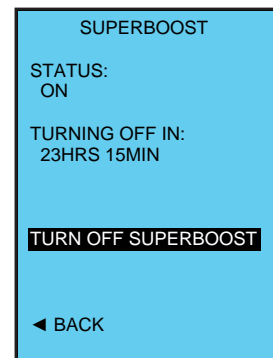 SUPERBOOST
STATUS:
ON
TURNING OFF IN:
23HRS 15MIN
TURN OFF SUPERBOOST
◄ BACK